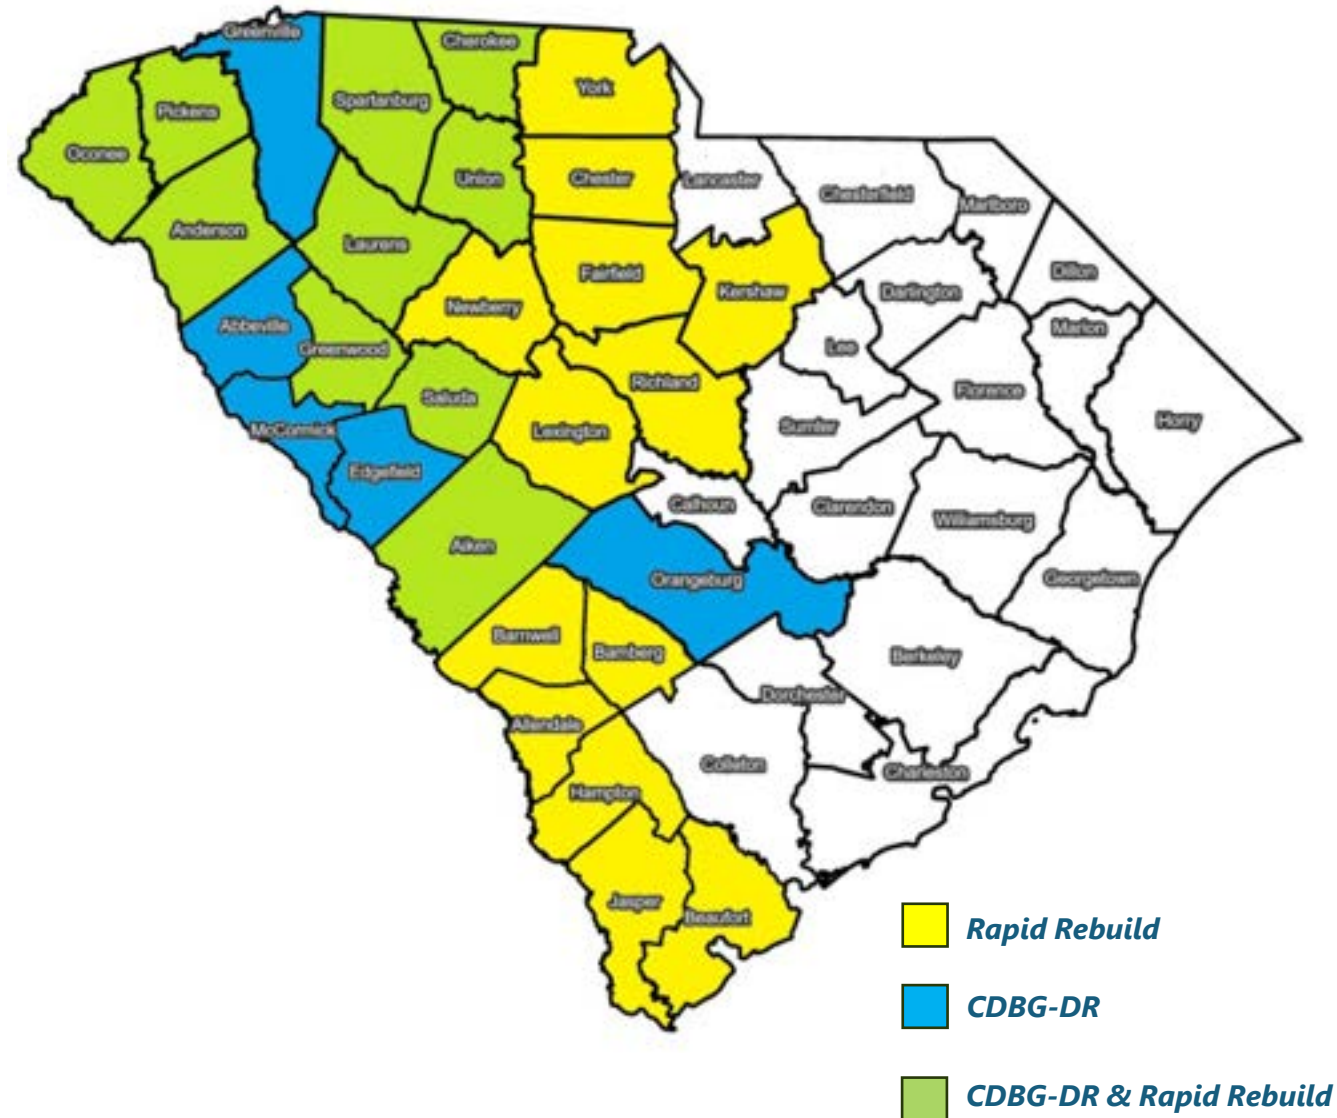 Greenville
Cherokee
York
Pickens
Spartanburg
Oconee
Union
Chester
Lancaster
Chesterfield
Marlboro
Anderson
Laurens
Fairfield
Kershaw
Darlington
Dillon
Newberry
Abbeville
Greenwood
Lee
Marion
Richland
Florence
Saluda
Horry
McCormick
Lexington
Sumter
Edgefield
Calhoun
Clarendon
Williamsburg
Aiken
Orangeburg
Georgetown
Barnwell
Bamberg
Berkeley
Dorchester
Allendale
Colleton
Charleston
Hampton
Jasper
Beaufort
Rapid Rebuild
CDBG-DR
CDBG-DR & Rapid Rebuild